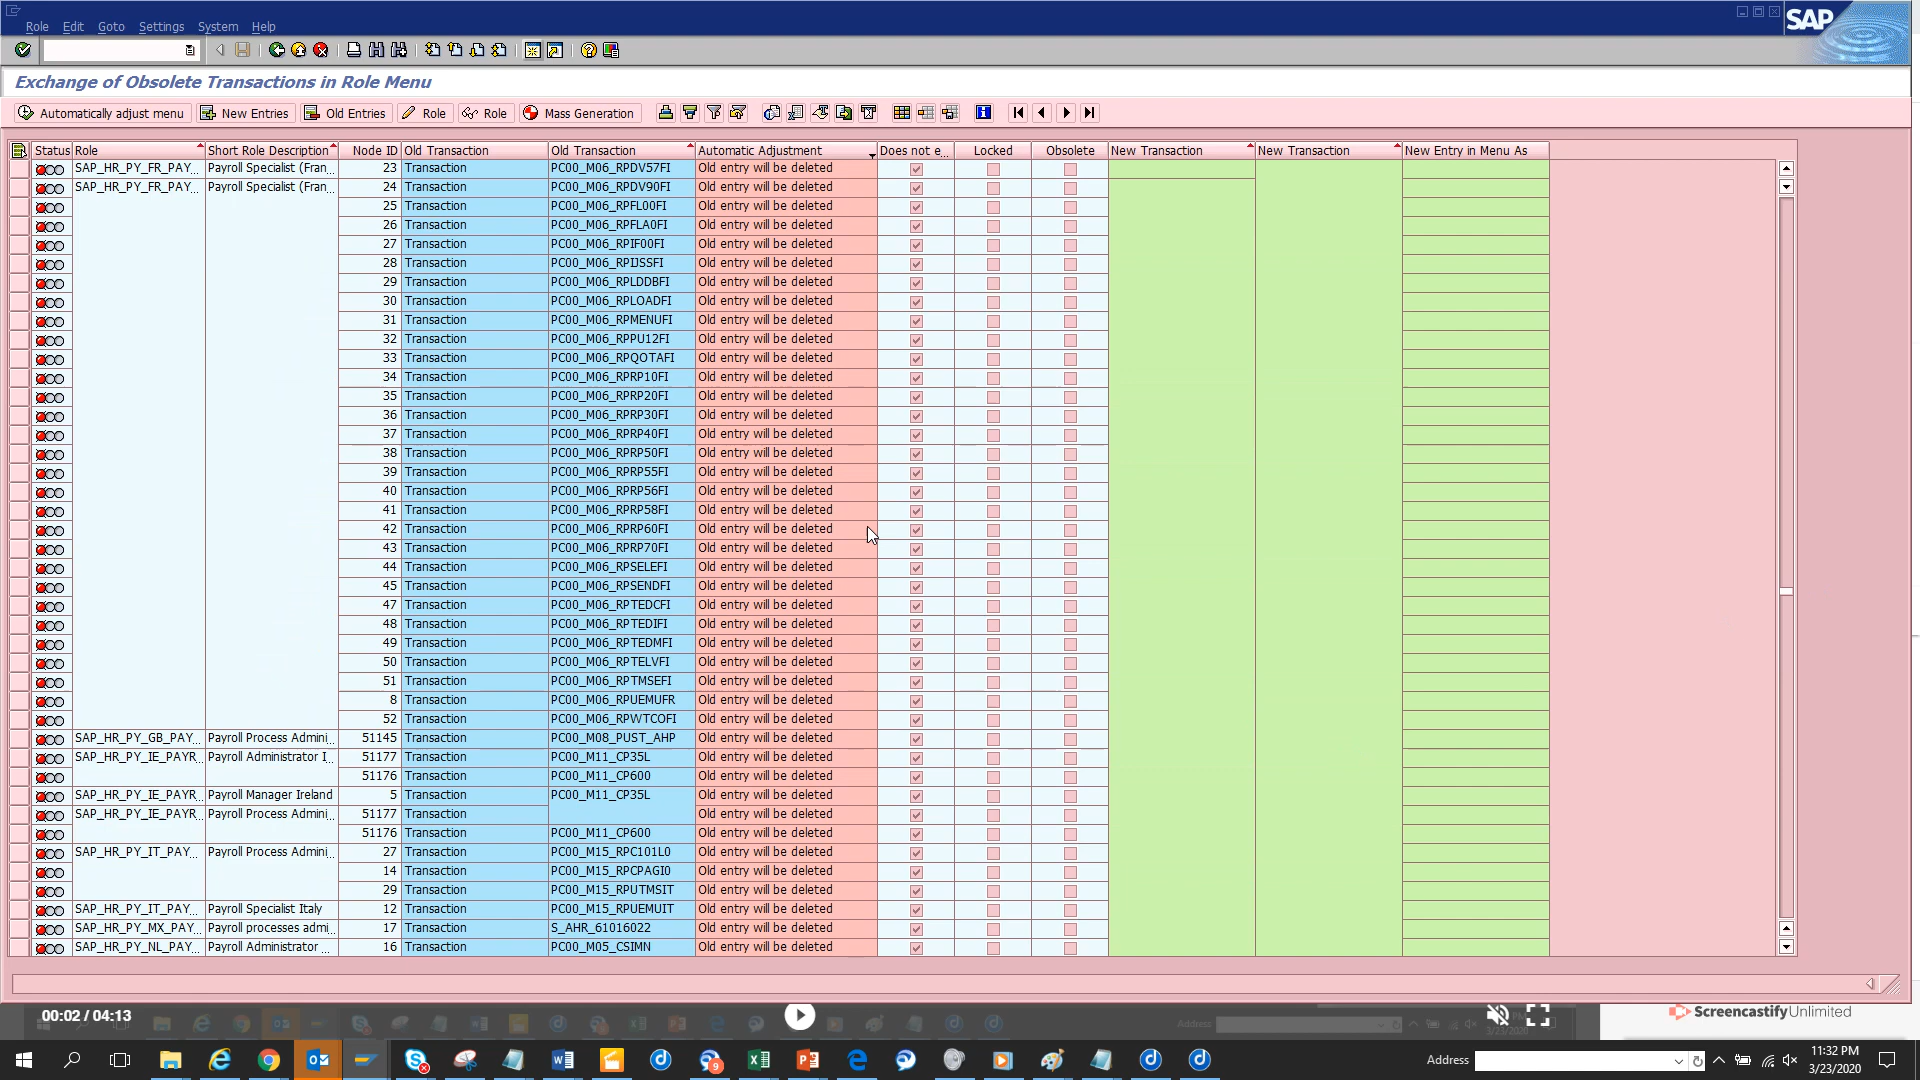 Role Edit Goto Settings System Help
SAP
Exchange of Obsolete Transactions in Role Menu
Automatically adjust menu New Entries Old Entries Role Role Mass Generation
Status Role Short Role Description Node ID Old Transaction Old Transaction Automatic Adjustment Does not e... Locked Obsolete New Transaction New Transaction New Entry in Menu As
SAP_HR_PY_FR_PAY... Payroll Specialist (Fran... 23 Transaction PC00_M06_RPDV57FI Old entry will be deleted
SAP_HR_PY_FR_PAY... Payroll Specialist (Fran... 24 Transaction PC00_M06_RPDV90FI Old entry will be deleted
25 Transaction PC00_M06_RPFL00FI Old entry will be deleted
26 Transaction PC00_M06_RPFLA0FI Old entry will be deleted
27 Transaction PC00_M06_RPIF00FI Old entry will be deleted
28 Transaction PC00_M06_RPIJSSFI Old entry will be deleted
29 Transaction PC00_M06_RPLDDBFI Old entry will be deleted
30 Transaction PC00_M06_RPLOADFI Old entry will be deleted
31 Transaction PC00_M06_RPMENUFI Old entry will be deleted
32 Transaction PC00_M06_RPPU12FI Old entry will be deleted
33 Transaction PC00_M06_RPQOTAFI Old entry will be deleted
34 Transaction PC00_M06_RPRP10FI Old entry will be deleted
35 Transaction PC00_M06_RPRP20FI Old entry will be deleted
36 Transaction PC00_M06_RPRP30FI Old entry will be deleted
37 Transaction PC00_M06_RPRP40FI Old entry will be deleted
38 Transaction PC00_M06_RPRP50FI Old entry will be deleted
39 Transaction PC00_M06_RPRP55FI Old entry will be deleted
40 Transaction PC00_M06_RPRP56FI Old entry will be deleted
41 Transaction PC00_M06_RPRP58FI Old entry will be deleted
42 Transaction PC00_M06_RPRP60FI Old entry will be deleted
43 Transaction PC00_M06_RPRP70FI Old entry will be deleted
44 Transaction PC00_M06_RPSELEFI Old entry will be deleted
45 Transaction PC00_M06_RPSENDFI Old entry will be deleted
47 Transaction PC00_M06_RPTEDCFI Old entry will be deleted
48 Transaction PC00_M06_RPTEDIFI Old entry will be deleted
49 Transaction PC00_M06_RPTEDMFI Old entry will be deleted
50 Transaction PC00_M06_RPTELVFI Old entry will be deleted
51 Transaction PC00_M06_RPTMSEFI Old entry will be deleted
8 Transaction PC00_M06_RPUEMUFR Old entry will be deleted
52 Transaction PC00_M06_RPWTCOFI Old entry will be deleted
SAP_HR_PY_GB_PAY... Payroll Process Admini... 51145 Transaction PC00_M08_PUST_AHP Old entry will be deleted
SAP_HR_PY_IE_PAYR... Payroll Administrator I... 51177 Transaction PC00_M11_CP35L Old entry will be deleted
51176 Transaction PC00_M11_CP600 Old entry will be deleted
SAP_HR_PY_IE_PAYR... Payroll Manager Ireland 5 Transaction PC00_M11_CP35L Old entry will be deleted
SAP_HR_PY_IE_PAYR... Payroll Process Admini... 51177 Transaction Old entry will be deleted
51176 Transaction PC00_M11_CP600 Old entry will be deleted
SAP_HR_PY_IT_PAY... Payroll Process Admini... 27 Transaction PC00_M15_RPC101L0 Old entry will be deleted
14 Transaction PC00_M15_RPCPAGI0 Old entry will be deleted
29 Transaction PC00_M15_RPUTMSIT Old entry will be deleted
SAP_HR_PY_IT_PAY... Payroll Specialist Italy 12 Transaction PC00_M15_RPUEMUIT Old entry will be deleted
SAP_HR_PY_MX_PAY... Payroll processes admi... 17 Transaction S_AHR_61016022 Old entry will be deleted
SAP_HR_PY_NL_PAY... Payroll Administrator ... 16 Transaction PC00_M05_CSIMN Old entry will be deleted
00:02 / 04:13
Screencastify Unlimited
Address
9
Address
11:32 PM
3/23/2020